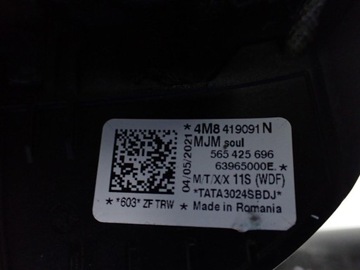 * 4M8 419091 N
MJM soul
565 425 696
63965000E.
M/T/X/X 11S (WDF)
*TATA3024SBDJ*
* Made in Romania
04/05/2021
*603* ZF TRW